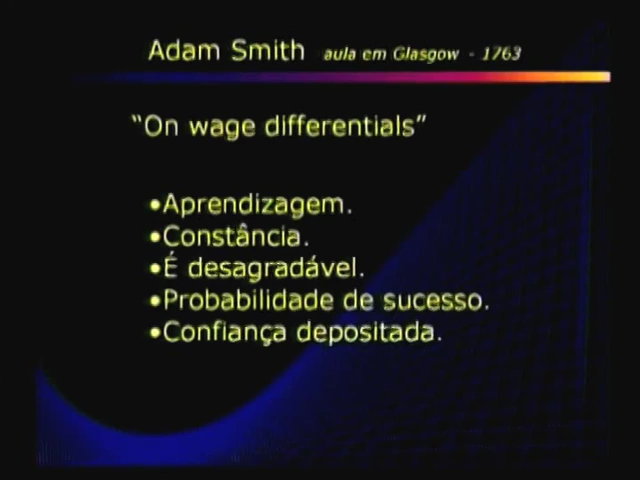 Adam Smith aula em Glasgow - 1763
“On wage differentials”
•Aprendizagem.
•Constância.
•É desagradável.
•Probabilidade de sucesso.
•Confiança depositada.